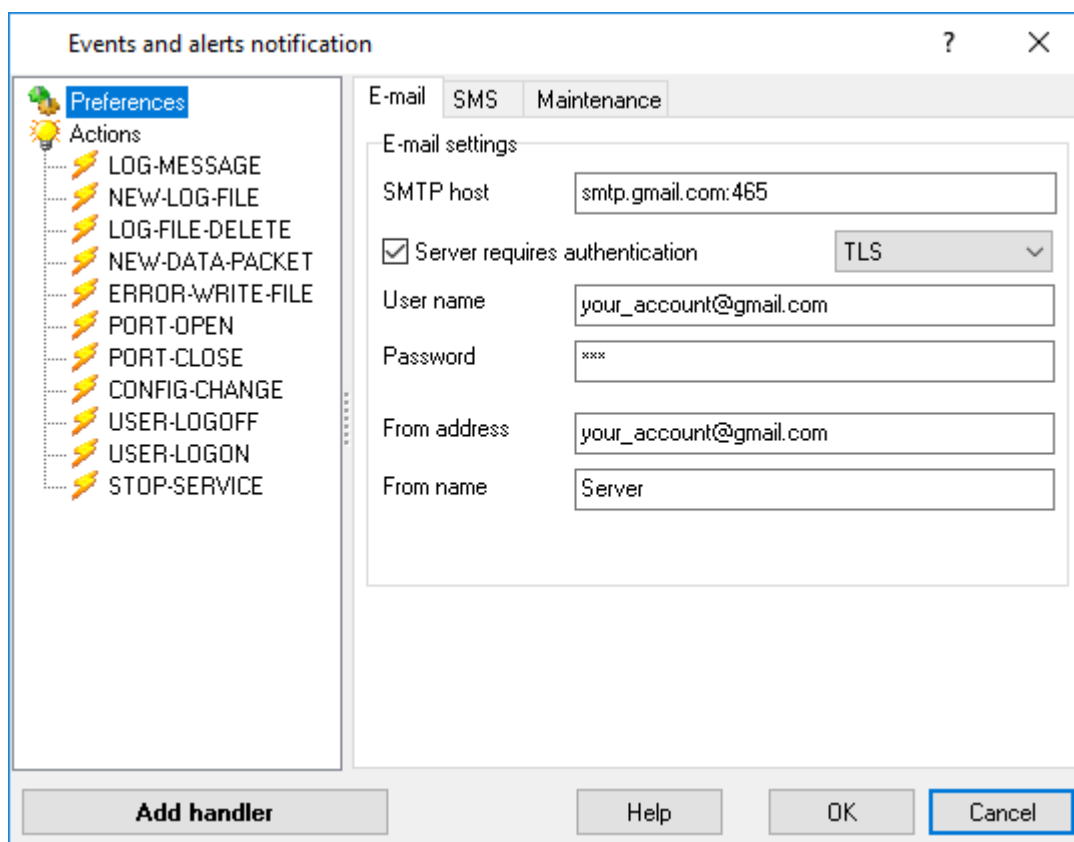 Events and alerts notification
?
Preferences
Actions
LOG-MESSAGE
NEW-LOG-FILE
LOG-FILE-DELETE
NEW-DATA-PACKET
ERROR-WRITE-FILE
PORT-OPEN
PORT-CLOSE
CONFIG-CHANGE
USER-LOGOFF
USER-LOGON
STOP-SERVICE
E-mail SMS Maintenance
E-mail settings
SMTP host smtp.gmail.com:465
Server requires authentication TLS
User name your_account@gmail.com
Password ***
From address your_account@gmail.com
From name Server
Add handler Help OK Cancel